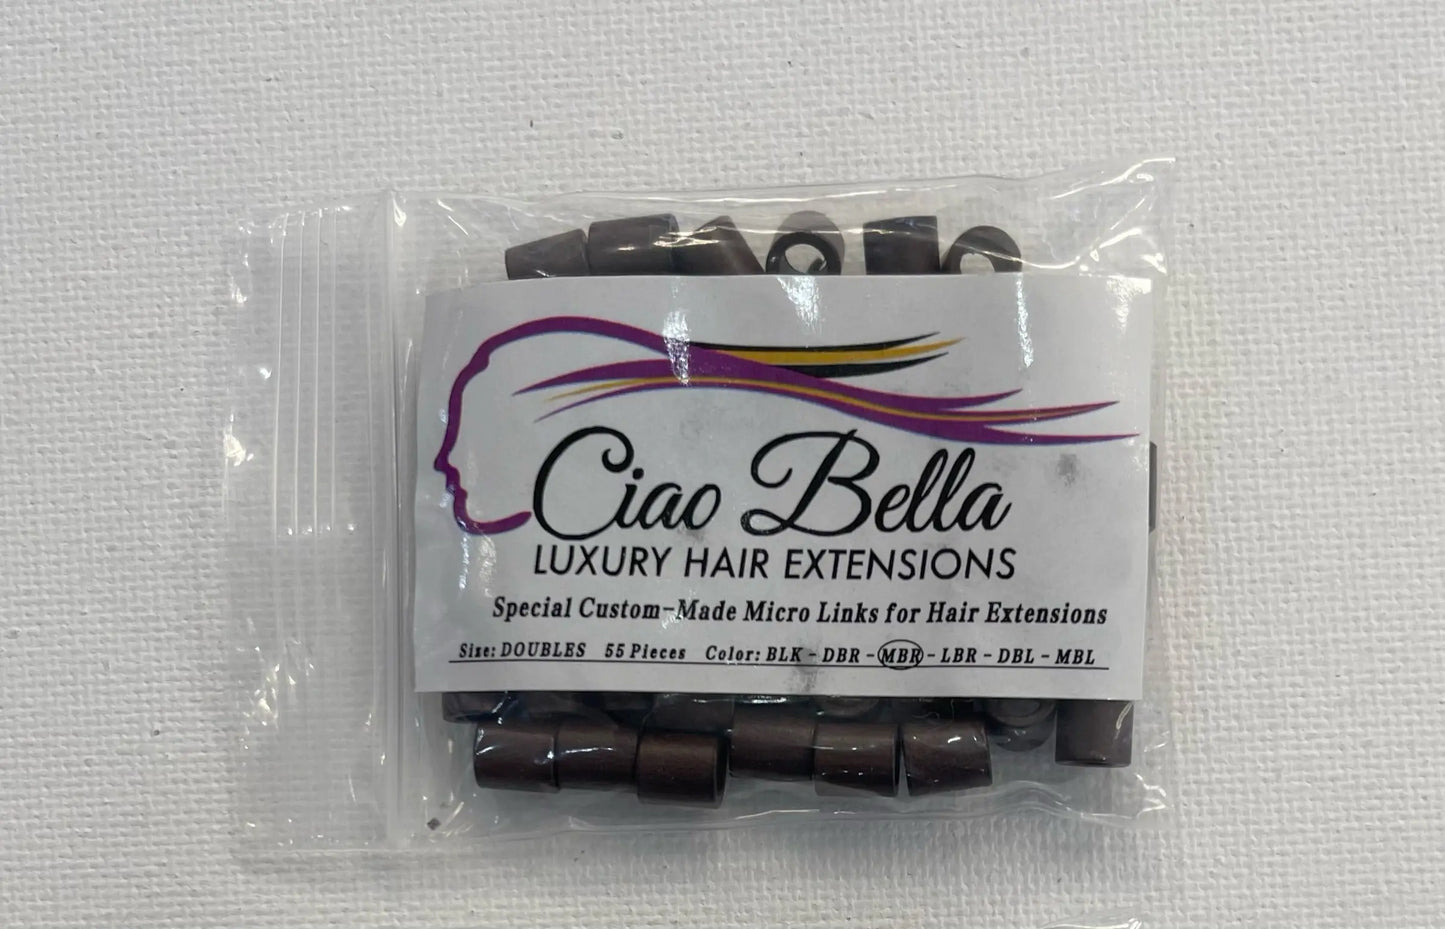 Ciao Bella
LUXURY HAIR EXTENSIONS
Special Custom-Made Micro Links for Hair Extensions
Size: DOUBLES 55 Pieces Color: BLK - DBR - MBR - LBR - DBL - MBL